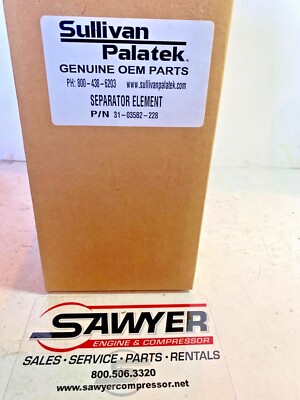 Sullivan
Palatek®
GENUINE OEM PARTS
PH: 800-438-6203 www.sullivanpalatek.com
SEPARATOR ELEMENT
P/N 31-03582-228
SAWYER
ENGINE & COMPRESSOR
SALES • SERVICE • PARTS • RENTALS
800.506.3320
www.sawyercompressor.net